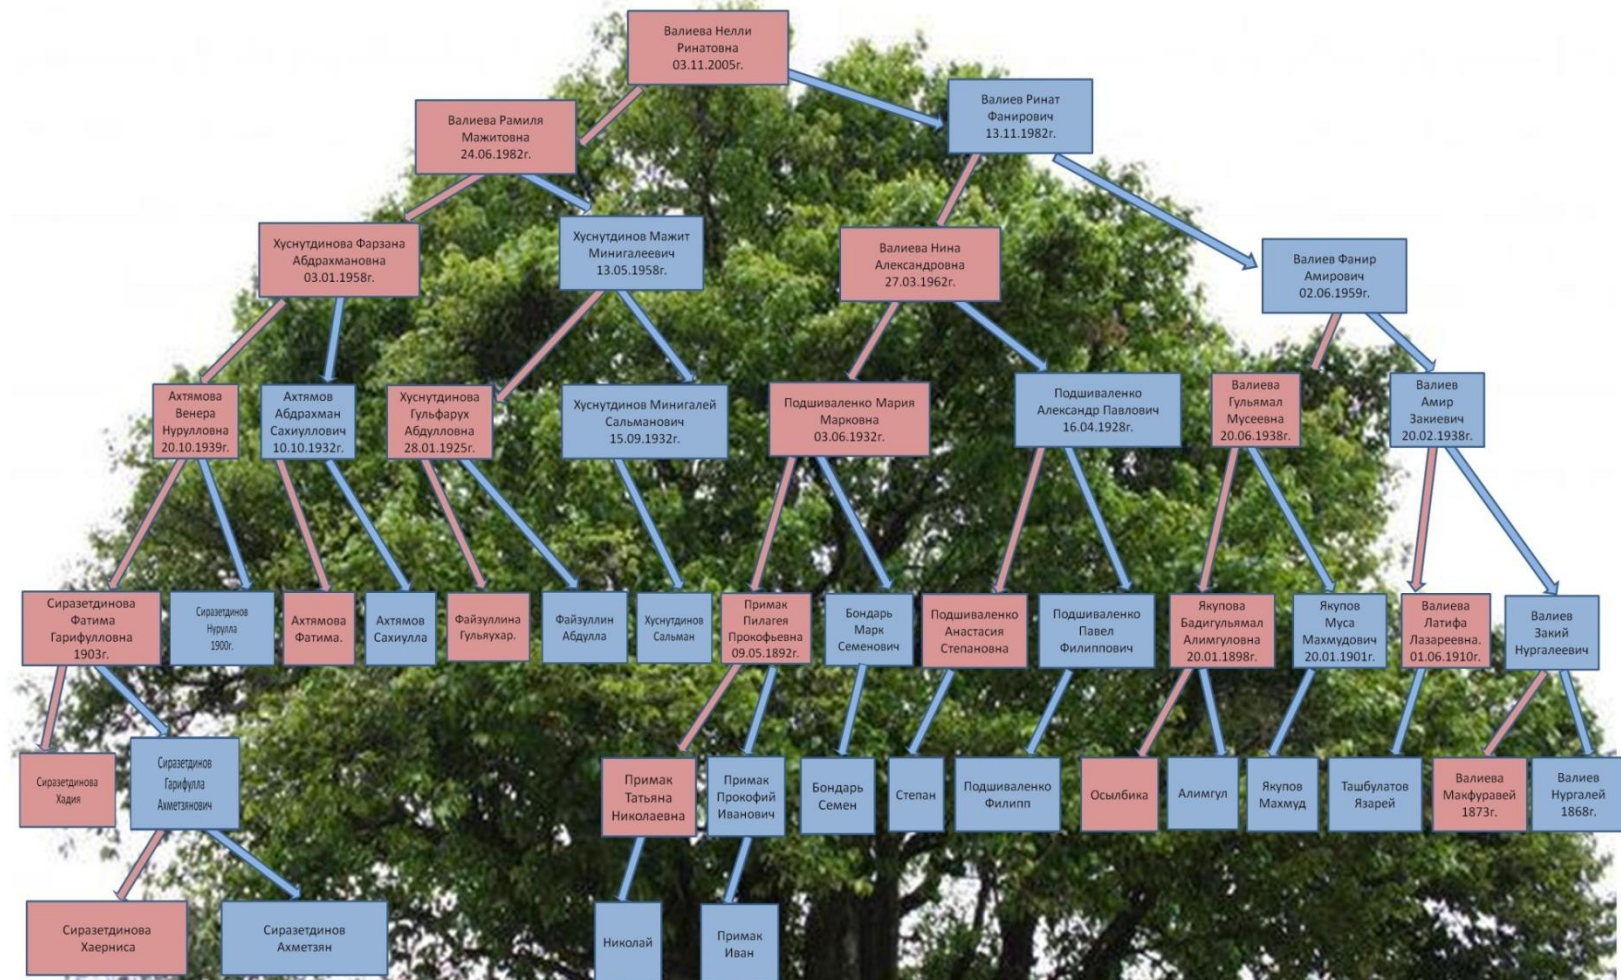 Валиева Нелли
Ринатовна
03.11.2005г.
Валиева Рамиля
Мажитовна
24.06.1982г.
Валиев Ринат
Фанирович
13.11.1982г.
Хуснутдинова Фарзана
Абдрахмановна
03.01.1958г.
Хуснутдинов Мажит
Минигалеевич
13.05.1958г.
Валиева Нина
Александровна
27.03.1962г.
Валиев Фанир
Амирович
02.06.1959г.
Ахтямова
Венера
Нурулловна
20.10.1939г.
Ахтямов
Абдрахман
Сахиуллович
10.10.1932г.
Хуснутдинова
Гульфарух
Абдулловна
28.01.1925г.
Хуснутдинов Минигалей
Сальманович
15.09.1932г.
Подшиваленко Мария
Марковна
03.06.1932г.
Подшиваленко
Александр Павлович
16.04.1928г.
Валиева
Гульямал
Мусеевна
20.06.1938г.
Валиев
Амир
Закиевич
20.02.1938г.
Сиразетдинова
Фатима
Гарифулловна
1903г.
Сиразетдинов
Нурулла
1900г.
Ахтямова
Фатима.
Ахтямов
Сахиулла
Файзуллина
Гульяухар.
Файзуллин
Абдулла
Хуснутдинов
Сальман
Примак
Пилагея
Прокофьевна
09.05.1892г.
Бондарь
Марк
Семенович
Подшиваленко
Анастасия
Степановна
Подшиваленко
Павел
Филиппович
Якупова
Бадигульямал
Алимгуловна
20.01.1898г.
Якупов
Муса
Махмудович
20.01.1901г.
Валиева
Латифа
Лазареевна.
01.06.1910г.
Валиев
Закий
Нургалеевич
Сиразетдинова
Хадия
Сиразетдинов
Гарифулла
Ахметзянович
Примак
Татьяна
Николаевна
Примак
Прокофий
Иванович
Бондарь
Семен
Степан
Подшиваленко
Филипп
Осылбика
Алимгул
Якупов
Махмуд
Ташбулатов
Язарей
Валиева
Макфуравей
1873г.
Валиев
Нургалей
1868г.
Сиразетдинова
Хаерниса
Сиразетдинов
Ахметзян
Николай
Примак
Иван